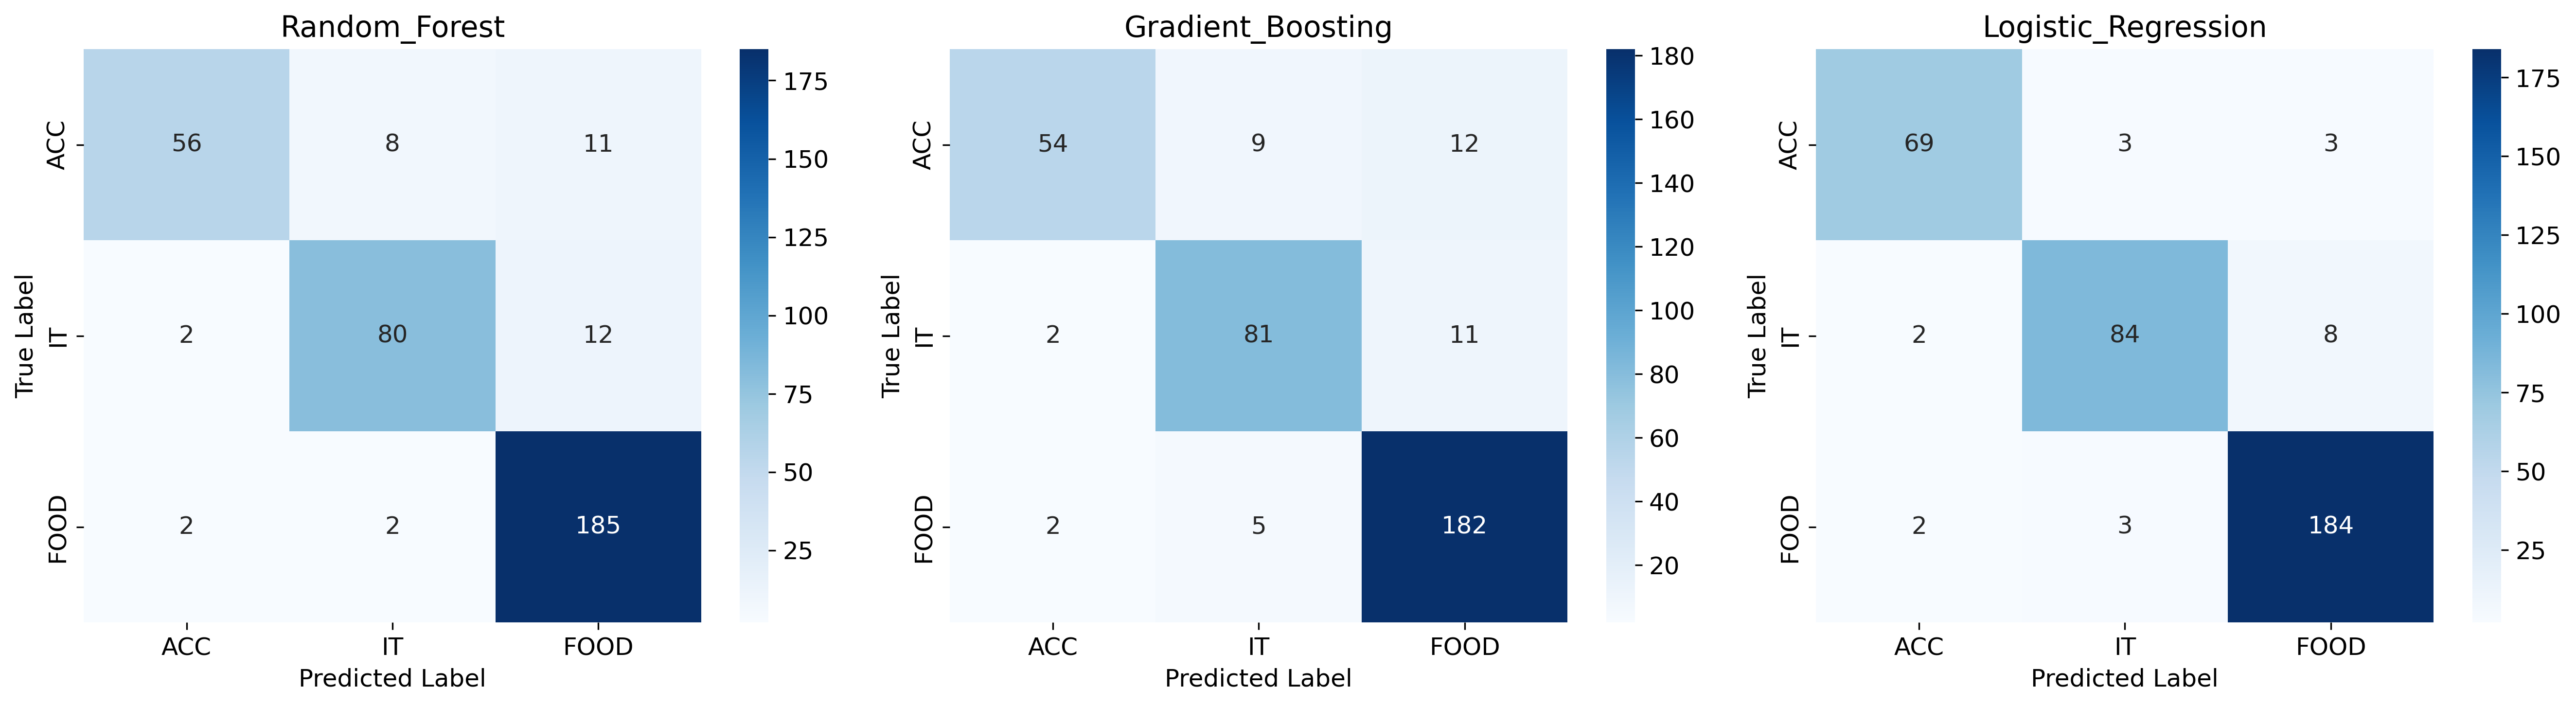 Random_Forest
ACC
IT
FOOD
True Label
56 8 11
2 80 12
2 2 185
ACC IT FOOD
Predicted Label
175
150
125
100
75
50
25
Gradient_Boosting
ACC
IT
FOOD
True Label
54 9 12
2 81 11
2 5 182
ACC IT FOOD
Predicted Label
180
160
140
120
100
80
60
40
20
Logistic_Regression
ACC
IT
FOOD
True Label
69 3 3
2 84 8
2 3 184
ACC IT FOOD
Predicted Label
175
150
125
100
75
50
25